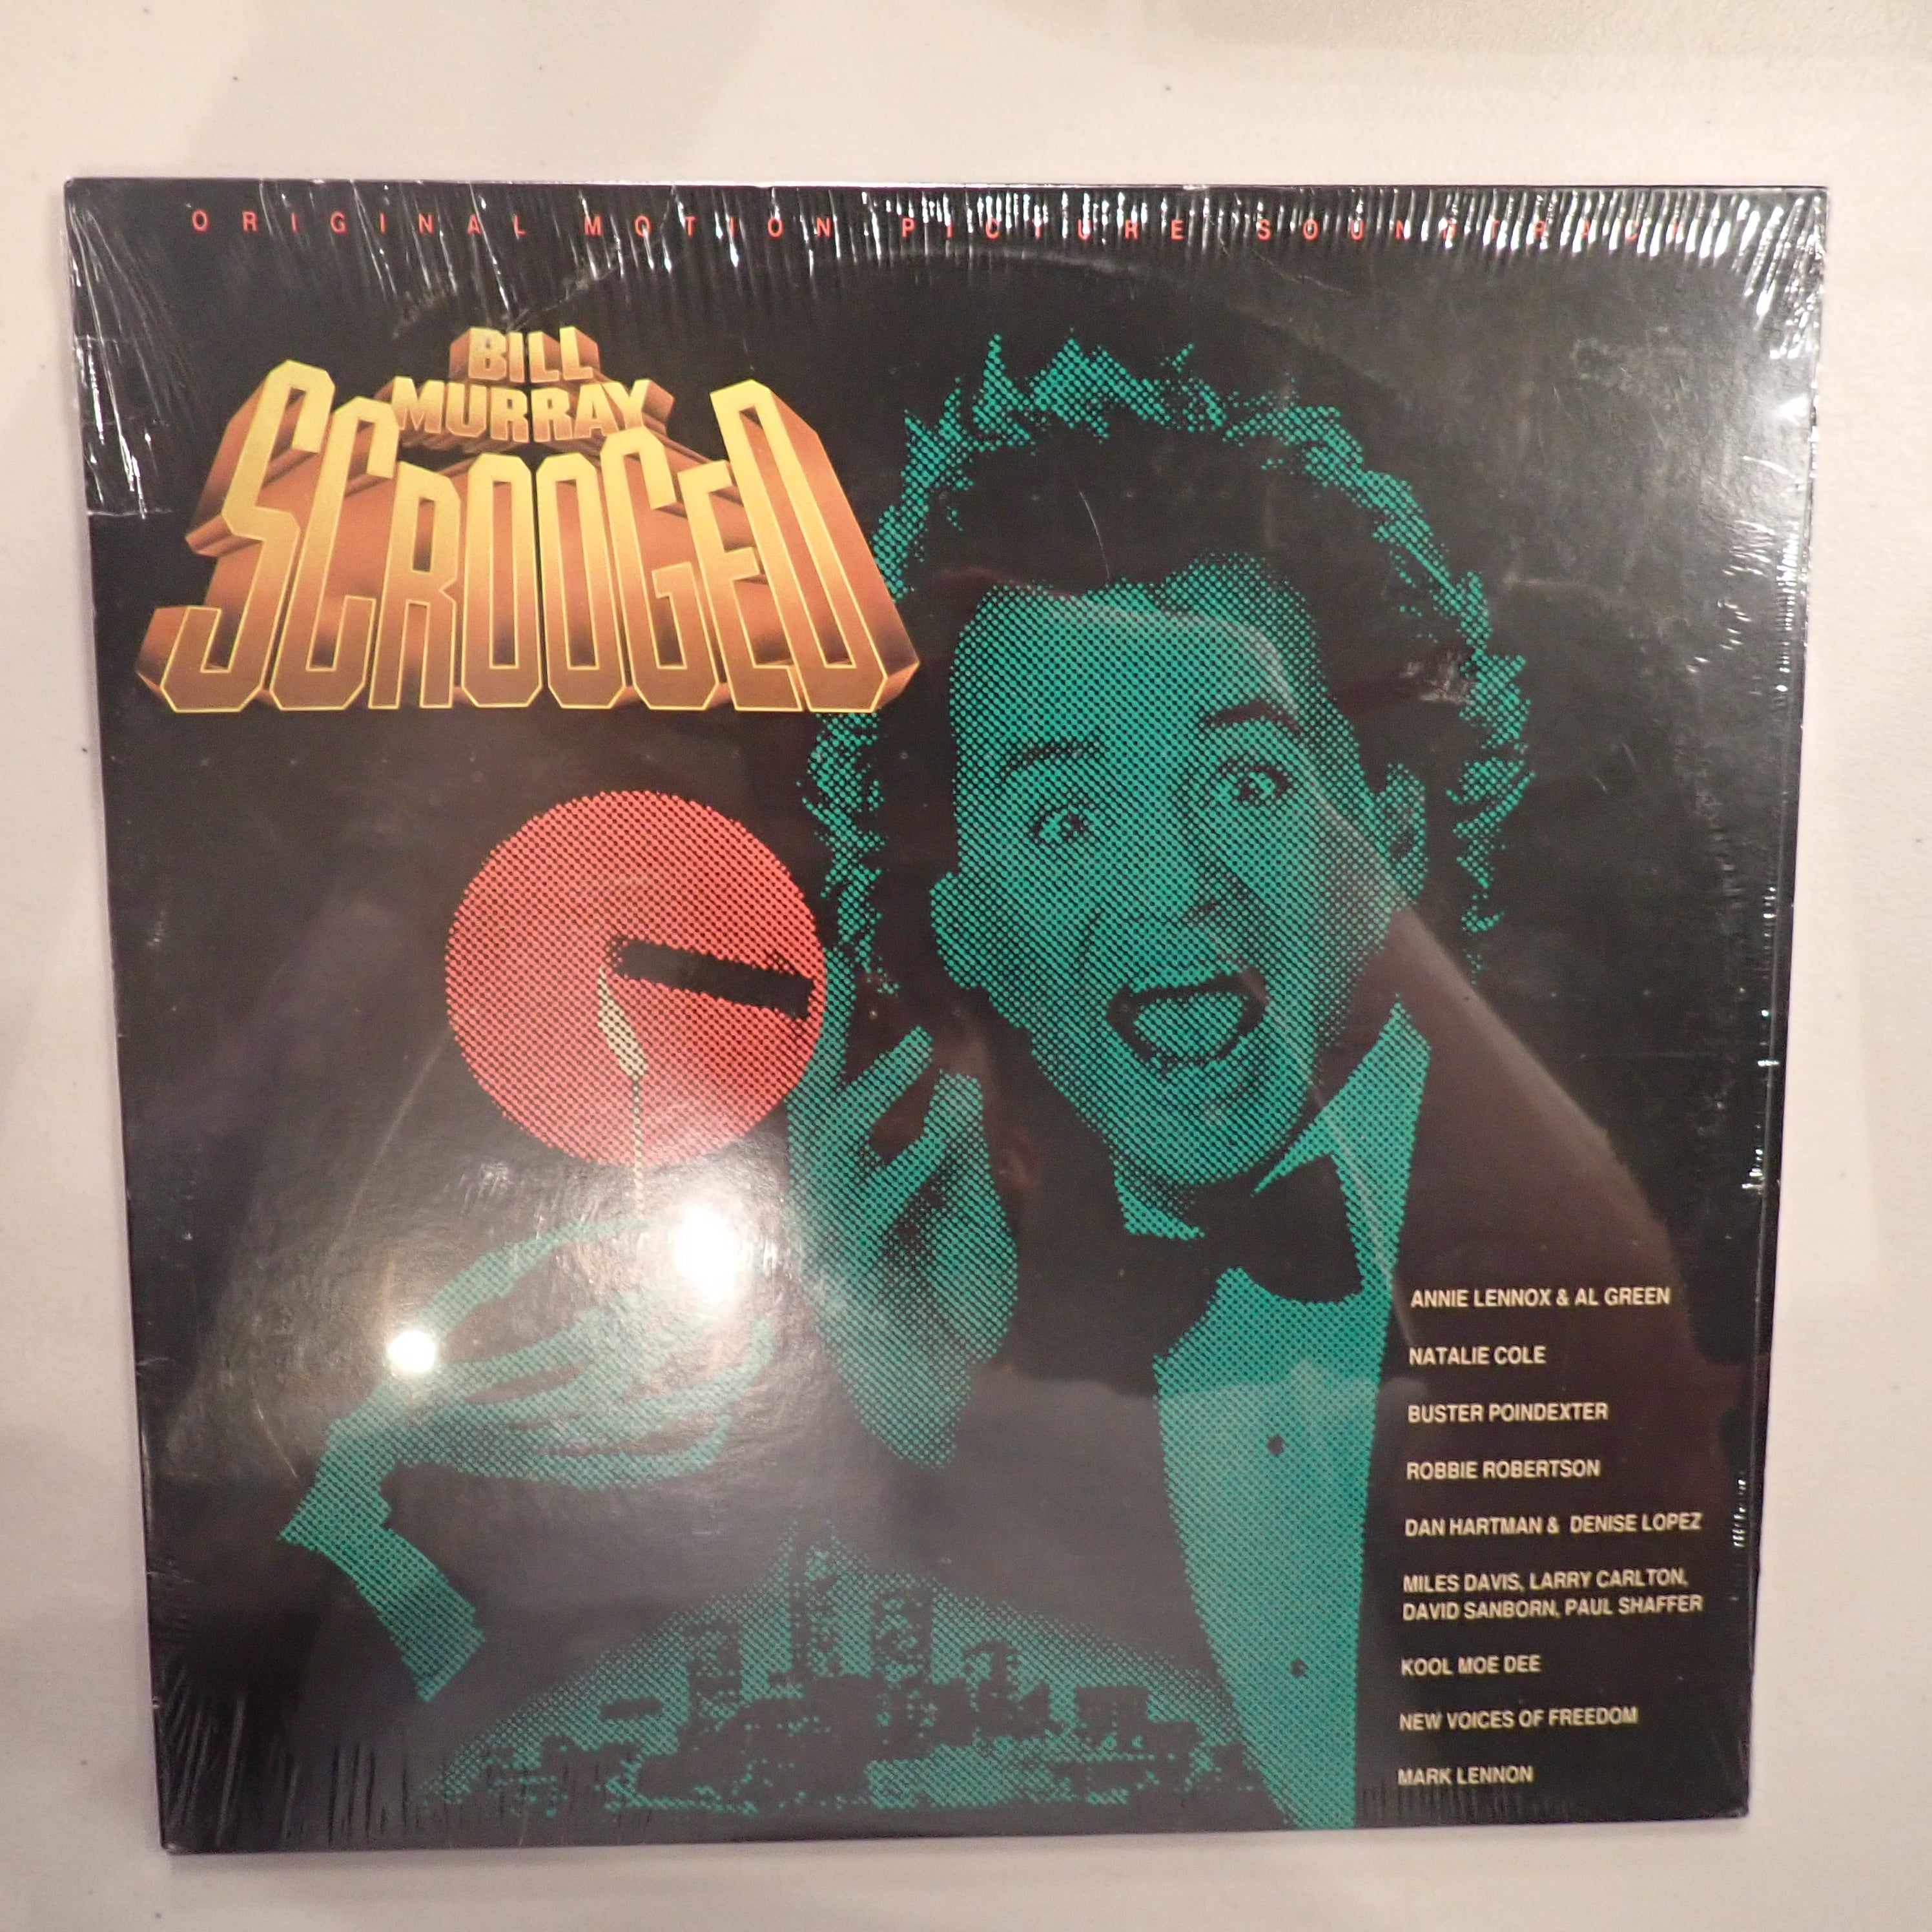 ORIGINAL MOTION PICTURE SOUNDTRACK
BILL
MURRAY
SCROOGED
ANNIE LENNOX & AL GREEN
NATALIE COLE
BUSTER POINDEXTER
ROBBIE ROBERTSON
DAN HARTMAN & DENISE LOPEZ
MILES DAVIS, LARRY CARLTON,
DAVID SANBORN, PAUL SHAFFER
KOOL MOE DEE
NEW VOICES OF FREEDOM
MARK LENNON